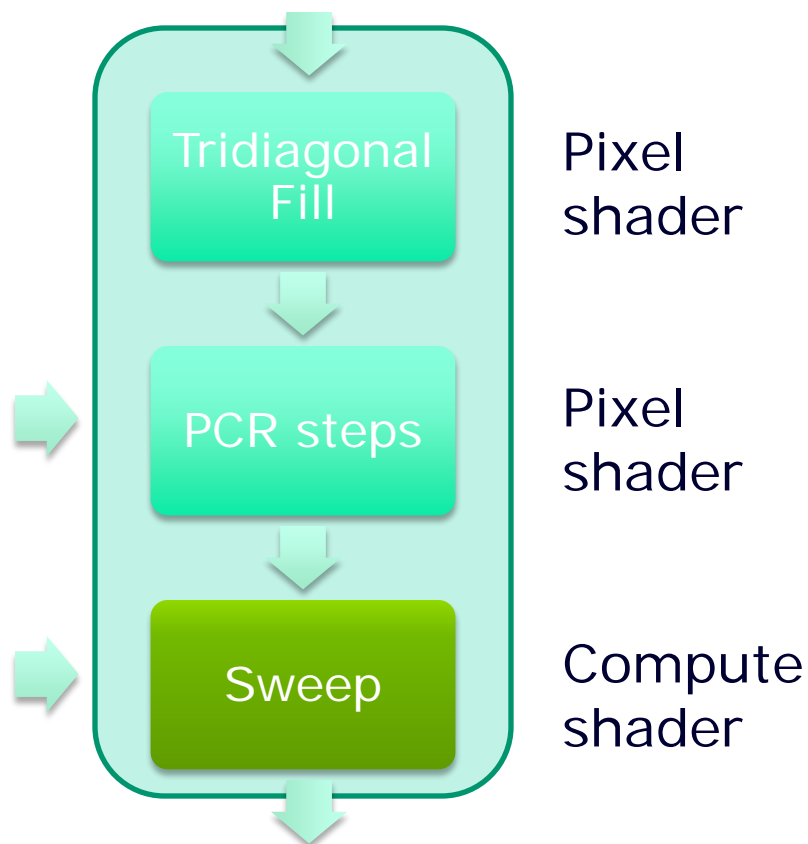 Tridiagonal
Fill
Pixel
shader
PCR steps
Pixel
shader
Sweep
Compute
shader